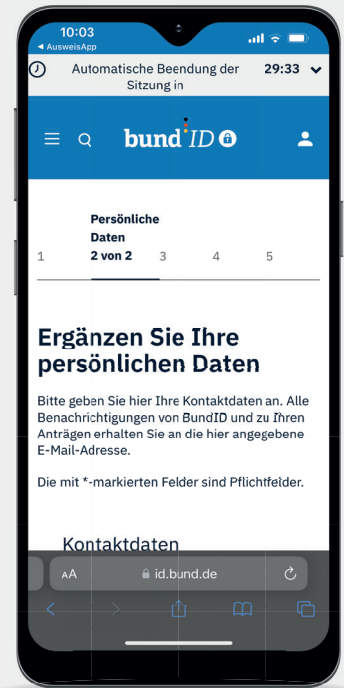 10:03
◀ AusweisApp
Automatische Beendung der
Sitzung in
29:33
bundID
Persönliche
Daten
1 2 von 2 3 4 5
Ergänzen Sie Ihre
persönlichen Daten
Bitte geben Sie hier Ihre Kontaktdaten an. Alle
Benachrichtigungen von BundID und zu Ihren
Anträgen erhalten Sie an die hier angegebene
E-Mail-Adresse.
Die mit *-markierten Felder sind Pflichtfelder.
Kontaktdaten
AA id.bund.de